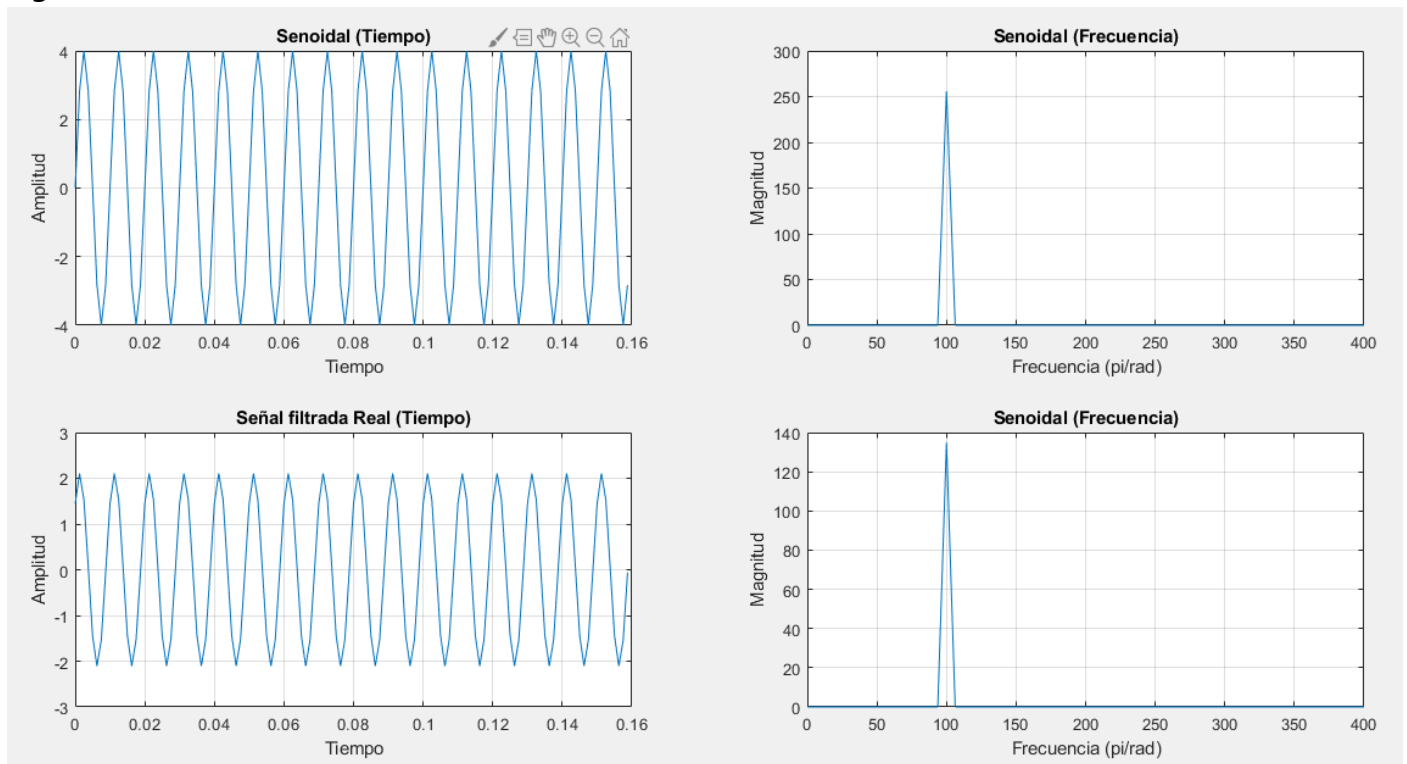 Senoidal (Tiempo)
4
2
0
-2
-4
Amplitud
0 0.02 0.04 0.06 0.08 0.1 0.12 0.14 0.16
Tiempo
Senoidal (Frecuencia)
300
250
200
150
100
50
0
Magnitud
0 50 100 150 200 250 300 350 400
Frecuencia (pi/rad)
Señal filtrada Real (Tiempo)
3
2
1
0
-1
-2
-3
Amplitud
0 0.02 0.04 0.06 0.08 0.1 0.12 0.14 0.16
Tiempo
Senoidal (Frecuencia)
140
120
100
80
60
40
20
0
Magnitud
0 50 100 150 200 250 300 350 400
Frecuencia (pi/rad)